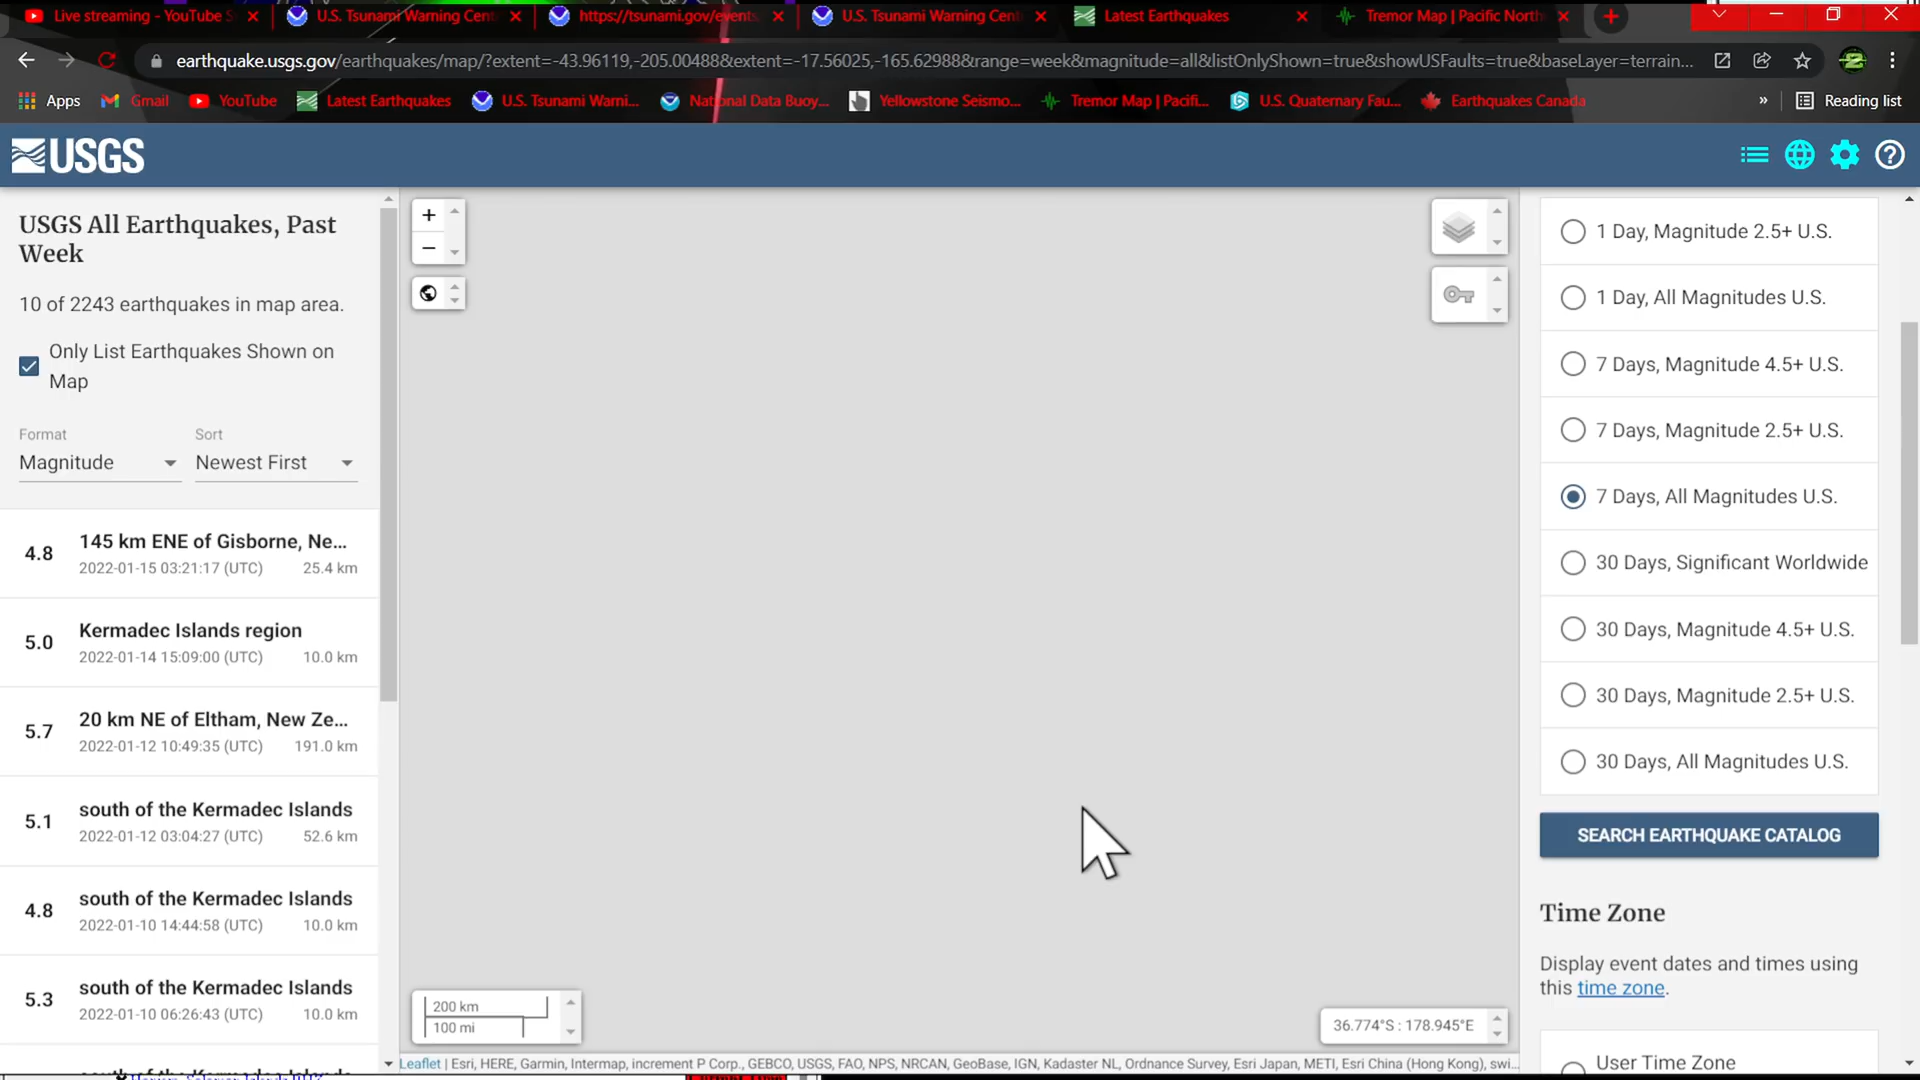 Live streaming - YouTube S
U.S. Tsunami Warning Cent
https://tsunami.gov/events
U.S. Tsunami Warning Cent
Latest Earthquakes
Tremor Map | Pacific North
earthquake.usgs.gov/earthquakes/map/?extent=-43.96119,-205.00488&extent=-17.56025,-165.62988&range=week&magnitude=all&listOnlyShown=true&showUSFaults=true&baseLayer=terrain...
Apps
Gmail
YouTube
Latest Earthquakes
U.S. Tsunami Warni...
National Data Buoy...
Yellowstone Seismo...
Tremor Map | Pacifi...
U.S. Quaternary Fau...
Earthquakes Canada
»
Reading list
USGS
USGS All Earthquakes, Past
Week
10 of 2243 earthquakes in map area.
Only List Earthquakes Shown on
Map
Format
Sort
Magnitude
Newest First
4.8
145 km ENE of Gisborne, Ne...
2022-01-15 03:21:17 (UTC)
25.4 km
5.0
Kermadec Islands region
2022-01-14 15:09:00 (UTC)
10.0 km
5.7
20 km NE of Eltham, New Ze...
2022-01-12 10:49:35 (UTC)
191.0 km
5.1
south of the Kermadec Islands
2022-01-12 03:04:27 (UTC)
52.6 km
4.8
south of the Kermadec Islands
2022-01-10 14:44:58 (UTC)
10.0 km
5.3
south of the Kermadec Islands
2022-01-10 06:26:43 (UTC)
10.0 km
+
−
200 km
100 mi
36.774°S : 178.945°E
Leaflet | Esri, HERE, Garmin, Intermap, increment P Corp., GEBCO, USGS, FAO, NPS, NRCAN, GeoBase, IGN, Kadaster NL, Ordnance Survey, Esri Japan, METI, Esri China (Hong Kong), swi...
1 Day, Magnitude 2.5+ U.S.
1 Day, All Magnitudes U.S.
7 Days, Magnitude 4.5+ U.S.
7 Days, Magnitude 2.5+ U.S.
7 Days, All Magnitudes U.S.
30 Days, Significant Worldwide
30 Days, Magnitude 4.5+ U.S.
30 Days, Magnitude 2.5+ U.S.
30 Days, All Magnitudes U.S.
SEARCH EARTHQUAKE CATALOG
Time Zone
Display event dates and times using
this time zone.
User Time Zone